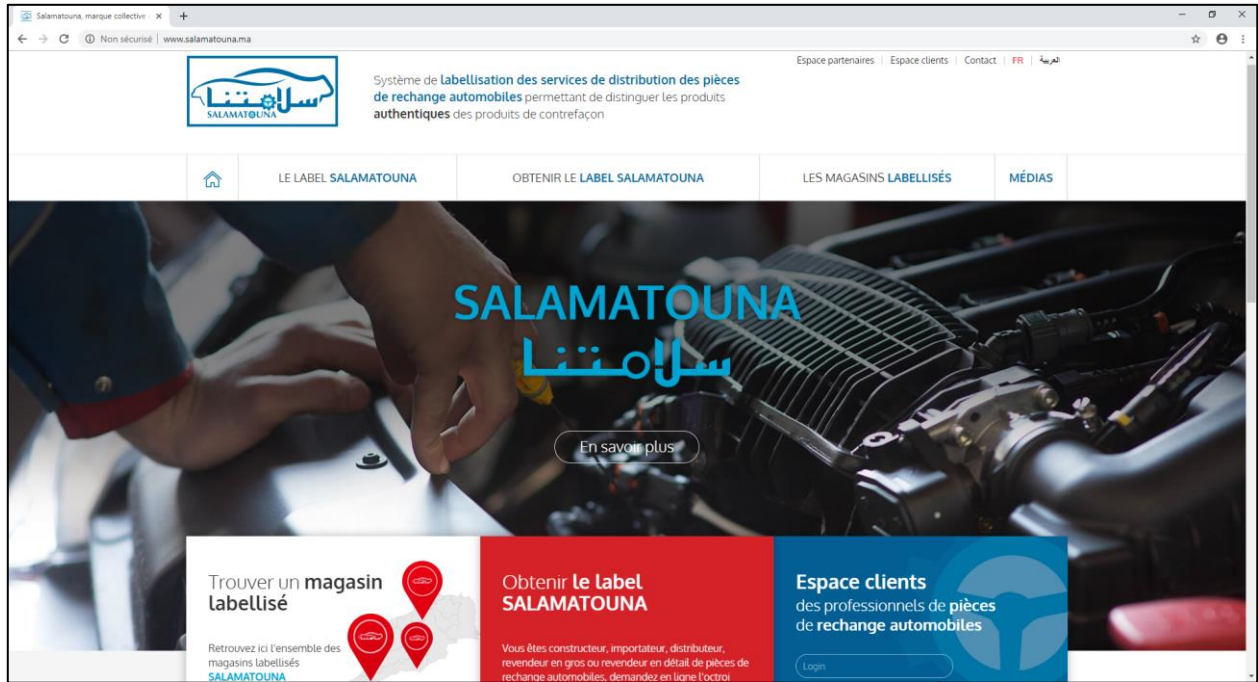 Salamatouna, marque collective
Non sécurisé | www.salamatouna.ma
Espace partenaires | Espace clients | Contact | FR | العربية
سلامتنا
SALAMATOUNA
Système de labellisation des services de distribution des pièces
de rechange automobiles permettant de distinguer les produits
authentiques des produits de contrefaçon
LE LABEL SALAMATOUNA
OBTENIR LE LABEL SALAMATOUNA
LES MAGASINS LABELLISÉS
MÉDIAS
SALAMATOUNA
سلامتنا
En savoir plus
Trouver un magasin
labellisé
Retrouvez ici l'ensemble des
magasins labellisés
SALAMATOUNA
Obtenir le label
SALAMATOUNA
Vous êtes constructeur, importateur, distributeur,
revendeur en gros ou revendeur en détail de pièces de
rechange automobiles, demandez en ligne l'octroi
Espace clients
des professionnels de pièces
de rechange automobiles
Login